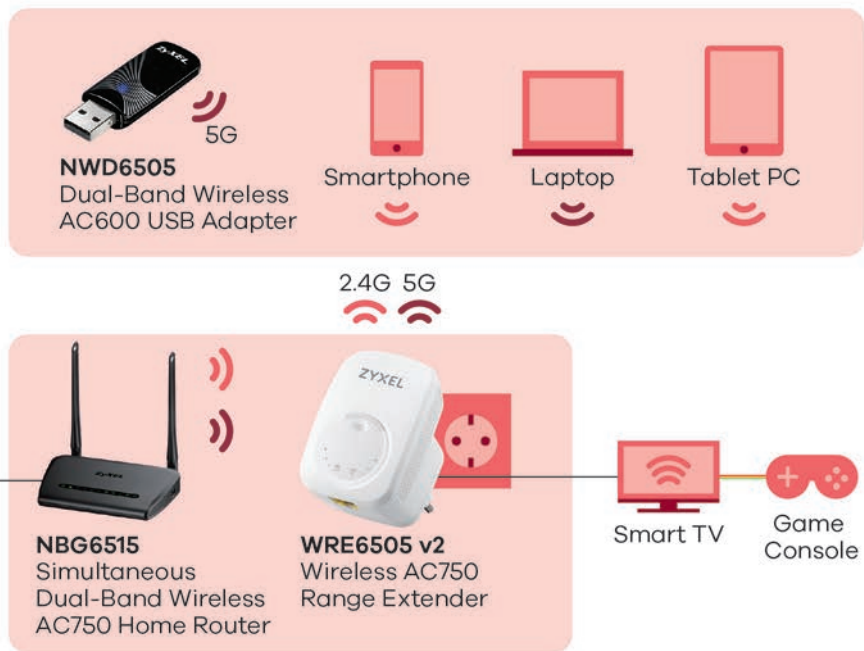 ZyXEL
5G
NWD6505
Dual-Band Wireless
AC600 USB Adapter
Smartphone
Laptop
Tablet PC
2.4G 5G
ZYXEL
ZyXEL
NBG6515
Simultaneous
Dual-Band Wireless
AC750 Home Router
WRE6505 v2
Wireless AC750
Range Extender
Smart TV
Game
Console